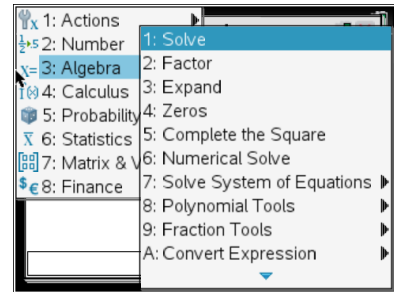 1: Actions
2: Number
3: Algebra
4: Calculus
5: Probability
6: Statistics
7: Matrix & V
8: Finance
1: Solve
2: Factor
3: Expand
4: Zeros
5: Complete the Square
6: Numerical Solve
7: Solve System of Equations
8: Polynomial Tools
9: Fraction Tools
A: Convert Expression